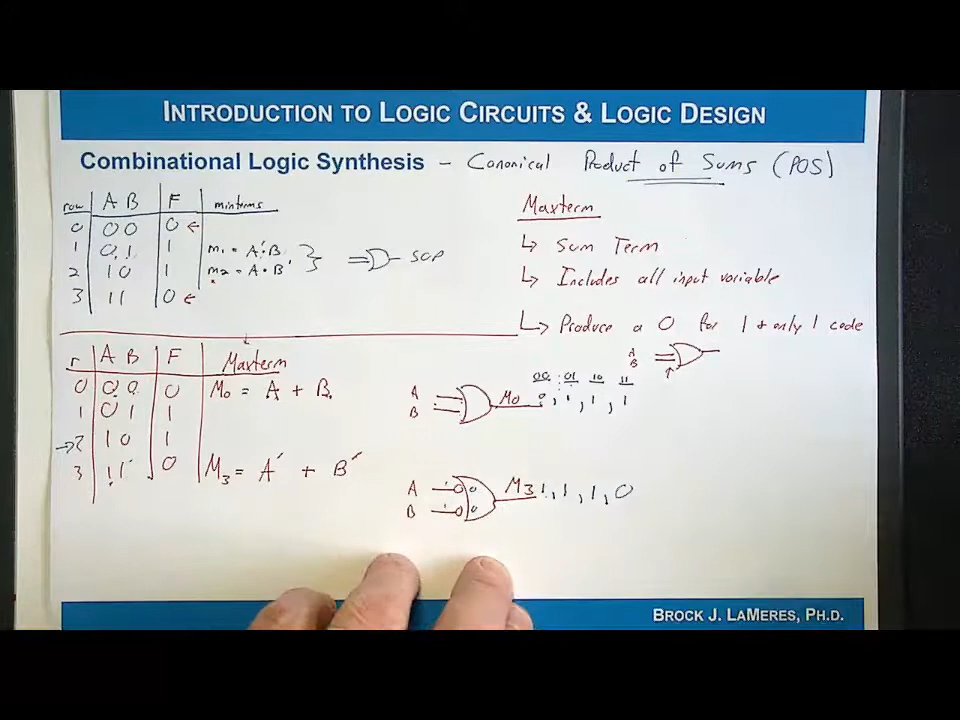 INTRODUCTION TO LOGIC CIRCUITS & LOGIC DESIGN
Combinational Logic Synthesis - Canonical Product of Sums (POS)
row A B F minterms
0 0 0 0 ←
1 0 1 1 m1 = A'·B
2 1 0 1 m2 = A·B'
3 1 1 0 ←
SOP
Maxterm
↳ Sum Term
↳ Includes all input variable
↳ Produce a 0 for 1 + only 1 code
A
B
r A B F Maxterm
0 0 0 0 M0 = A + B
1 0 1 1
→2 1 0 1
3 1 1 0 M3 = A' + B'
00 01 10 11
A M0 0, 1, 1, 1
B
A 1 0 M3 1, 1, 1, 0
B 1 0
BROCK J. LAMERES, PH.D.